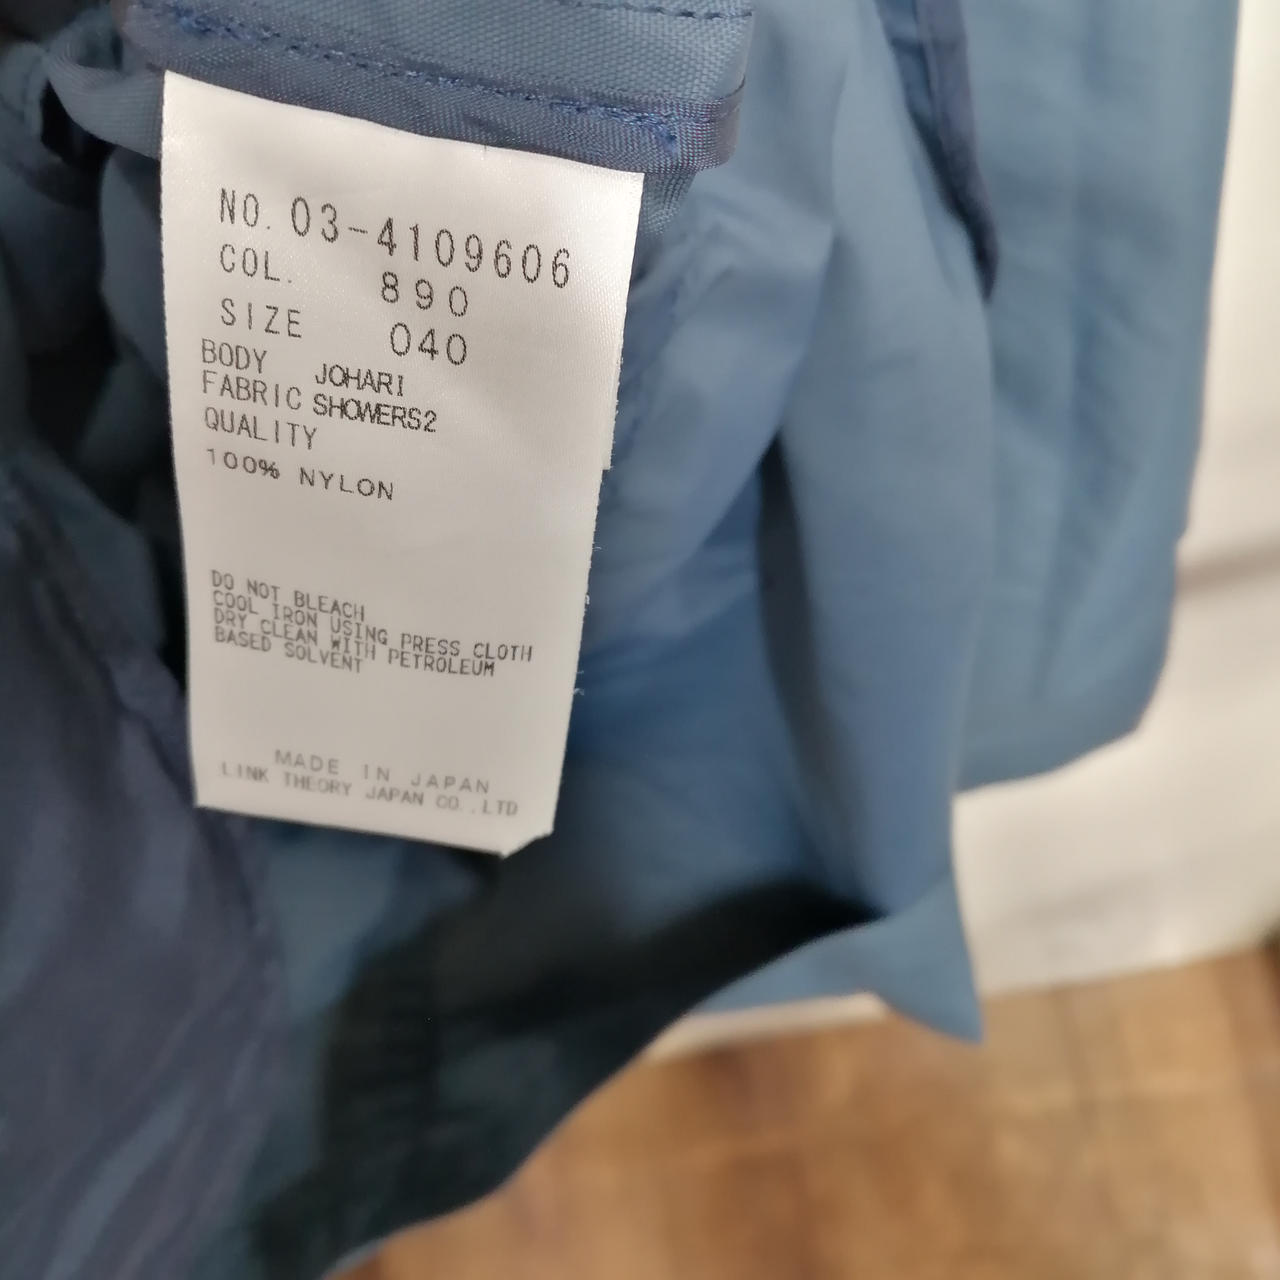 NO. 03-4109606
COL. 890
SIZE 040
BODY JOHARI
FABRIC SHOWERS2
QUALITY
100% NYLON
DO NOT BLEACH
COOL IRON USING PRESS CLOTH
DRY CLEAN WITH PETROLEUM
BASED SOLVENT
MADE IN JAPAN
LINK THEORY JAPAN CO.,LTD